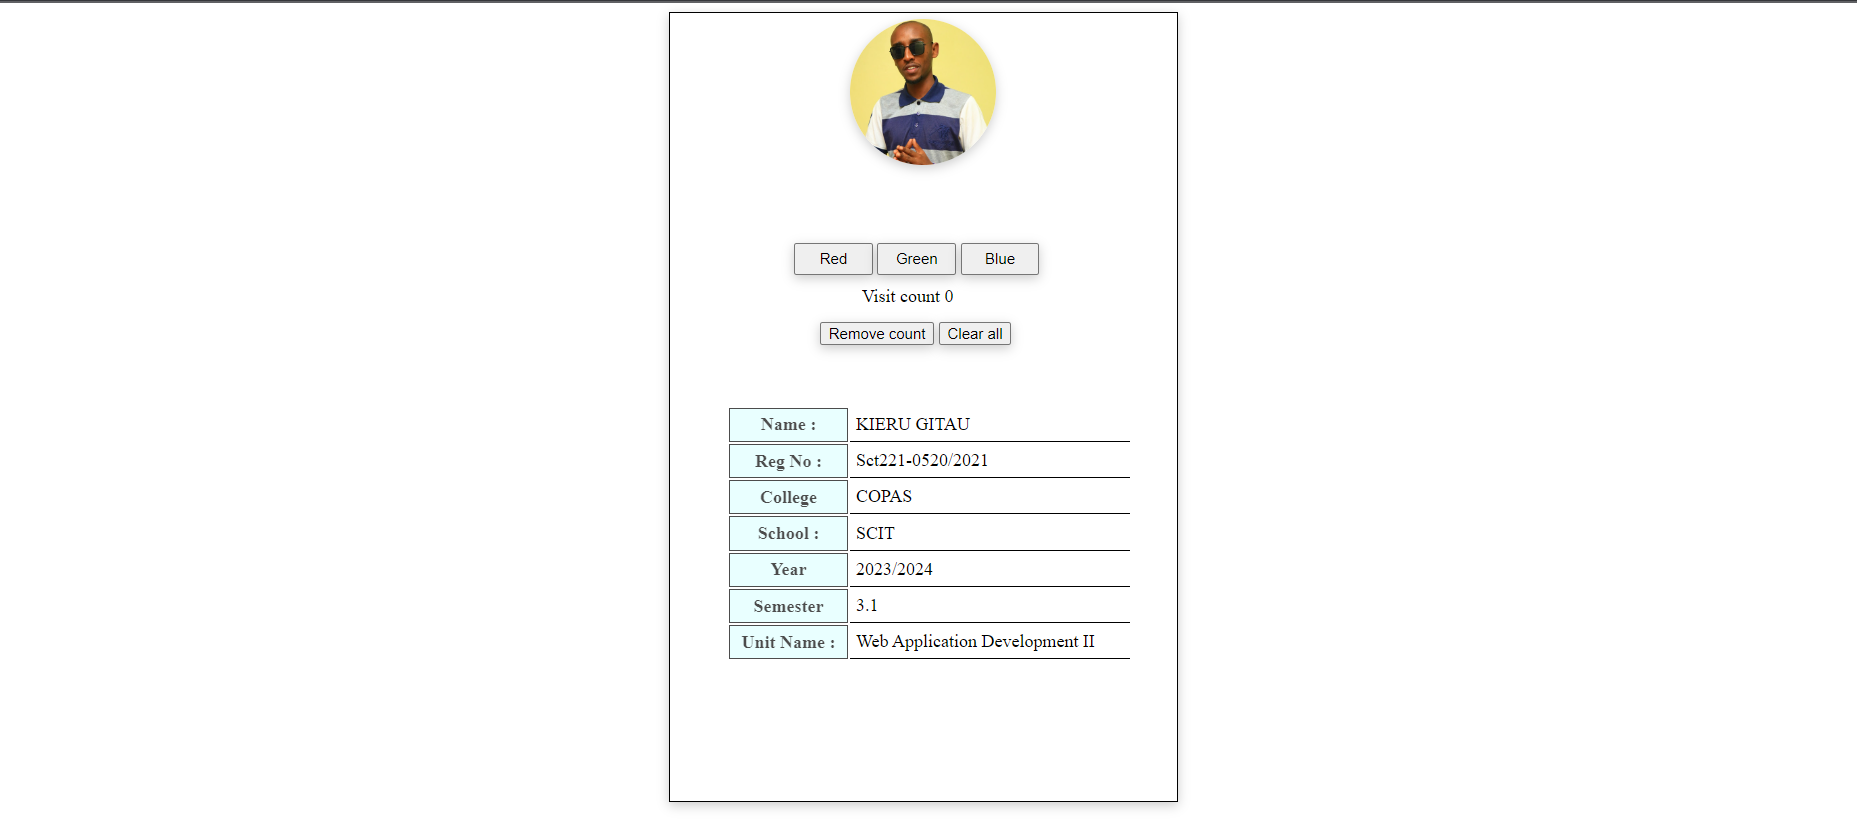 Red Green Blue
Visit count 0
Remove count Clear all
Name : KIERU GITAU
Reg No : Sct221-0520/2021
College COPAS
School : SCIT
Year 2023/2024
Semester 3.1
Unit Name : Web Application Development II